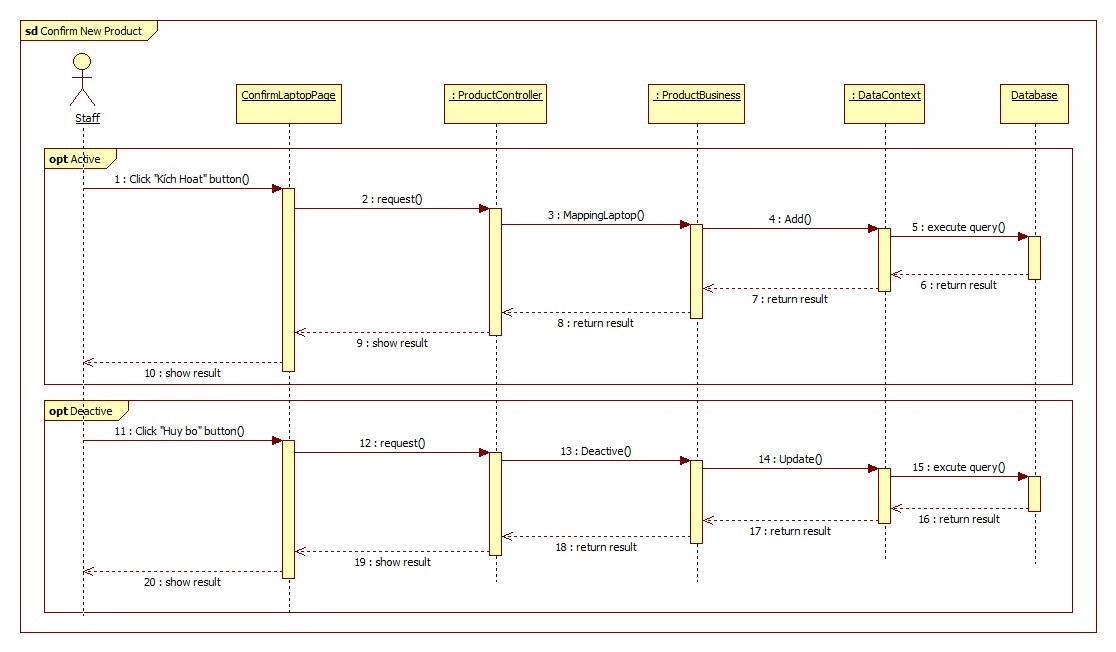 sd Confirm New Product
Staff
ConfirmLaptopPage
: ProductController
: ProductBusiness
: DataContext
Database
opt Active
1 : Click "Kích Hoat" button()
2 : request()
3 : MappingLaptop()
4 : Add()
5 : execute query()
6 : return result
7 : return result
8 : return result
9 : show result
10 : show result
opt Deactive
11 : Click "Huy bo" button()
12 : request()
13 : Deactive()
14 : Update()
15 : excute query()
16 : return result
17 : return result
18 : return result
19 : show result
20 : show result